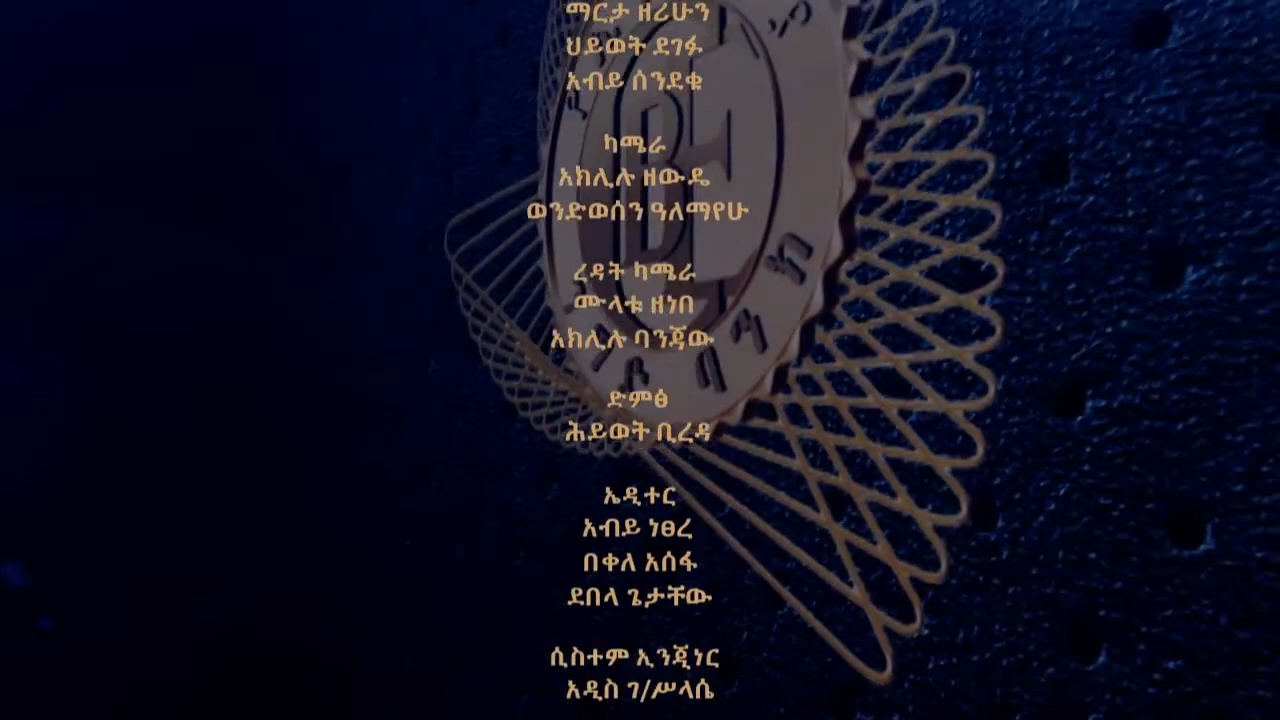 ማርታ ዘሪሁን
ህይወት ደገፉ
አብይ ሰንደቁ
ካሜራ
አክሊሉ ዘውዴ
ወንድወሰን ዓለማየሁ
ረዳት ካሜራ
ሙላቱ ዘነበ
አክሊሉ ባንጃው
ድምፅ
ሕይወት ቢረዳ
ኤዲተር
አብይ ነፀረ
በቀለ አሰፋ
ደበላ ጌታቸው
ሲስተም ኢንጂነር
አዲስ ገ/ሥላሴ